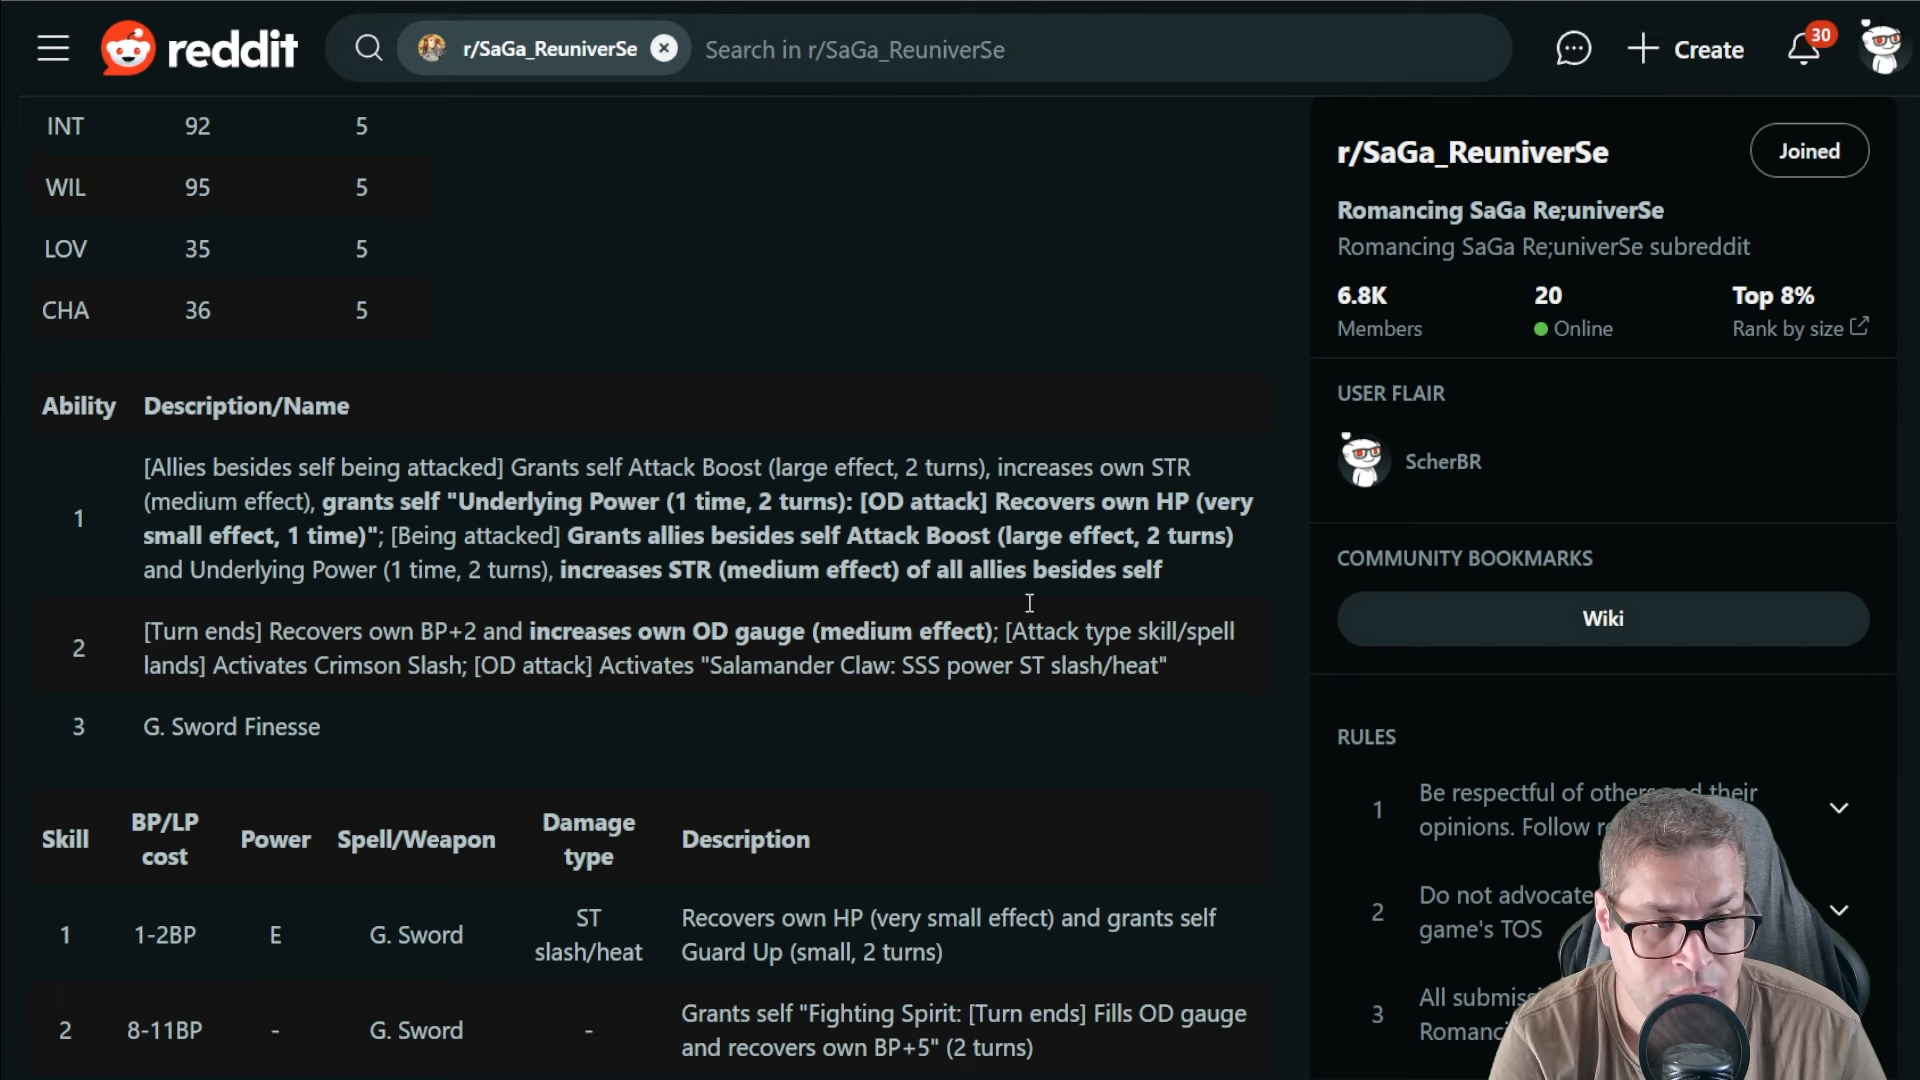 reddit
r/SaGa_ReuniverSe
Search in r/SaGa_ReuniverSe
Create
30
INT 92 5
WIL 95 5
LOV 35 5
CHA 36 5
Ability Description/Name
1
[Allies besides self being attacked] Grants self Attack Boost (large effect, 2 turns), increases own STR
(medium effect), grants self "Underlying Power (1 time, 2 turns): [OD attack] Recovers own HP (very
small effect, 1 time)"; [Being attacked] Grants allies besides self Attack Boost (large effect, 2 turns)
and Underlying Power (1 time, 2 turns), increases STR (medium effect) of all allies besides self
2
[Turn ends] Recovers own BP+2 and increases own OD gauge (medium effect); [Attack type skill/spell
lands] Activates Crimson Slash; [OD attack] Activates "Salamander Claw: SSS power ST slash/heat"
3 G. Sword Finesse
Skill BP/LP cost Power Spell/Weapon Damage type Description
1 1-2BP E G. Sword ST slash/heat
Recovers own HP (very small effect) and grants self
Guard Up (small, 2 turns)
2 8-11BP - G. Sword -
Grants self "Fighting Spirit: [Turn ends] Fills OD gauge
and recovers own BP+5" (2 turns)
r/SaGa_ReuniverSe
Joined
Romancing SaGa Re;univerSe
Romancing SaGa Re;univerSe subreddit
6.8K 20 Top 8%
Members Online Rank by size
USER FLAIR
ScherBR
COMMUNITY BOOKMARKS
Wiki
RULES
1
Be respectful of others and their
opinions. Follow
2
Do not advocate
game's TOS
3
All